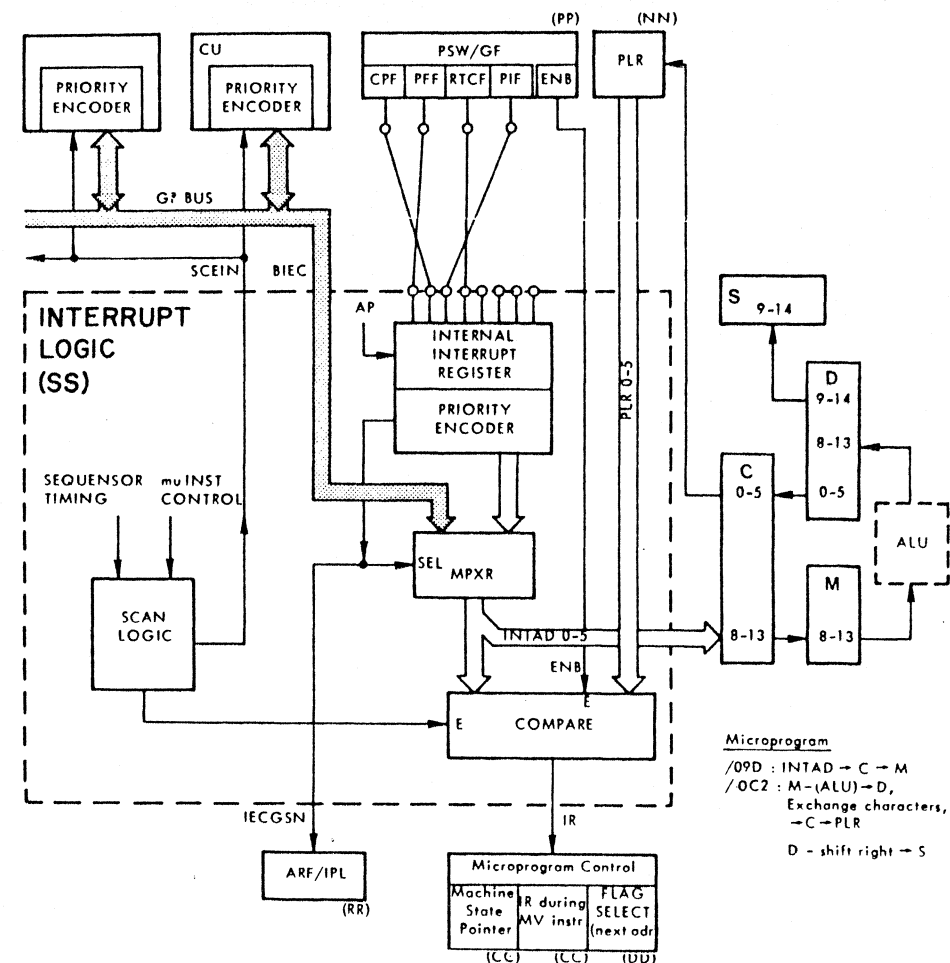 (PP)
(NN)
CU
PRIORITY
ENCODER
PRIORITY
ENCODER
PSW/GF
CPF PFF RTCF PIF ENB
PLR
G? BUS
SCEIN
BIEC
INTERRUPT
LOGIC
(SS)
AP
INTERNAL
INTERRUPT
REGISTER
PRIORITY
ENCODER
PLR 0-5
S
9-14
D
9-14
8-13
0-5
C
0-5
8-13
ALU
M
8-13
SEQUENSOR
TIMING
mu INST
CONTROL
SEL
MPXR
SCAN
LOGIC
INTAD 0-5
ENB
E
E
COMPARE
IECGSN
IR
ARF/IPL
(RR)
Microprogram Control
Machine
State
Pointer
IR during
MV instr
FLAG
SELECT
(next adr
(CC)
(CC)
(DD)
Microprogram
/09D : INTAD → C → M
/0C2 : M-(ALU)→D,
Exchange characters,
→C→PLR
D - shift right → S